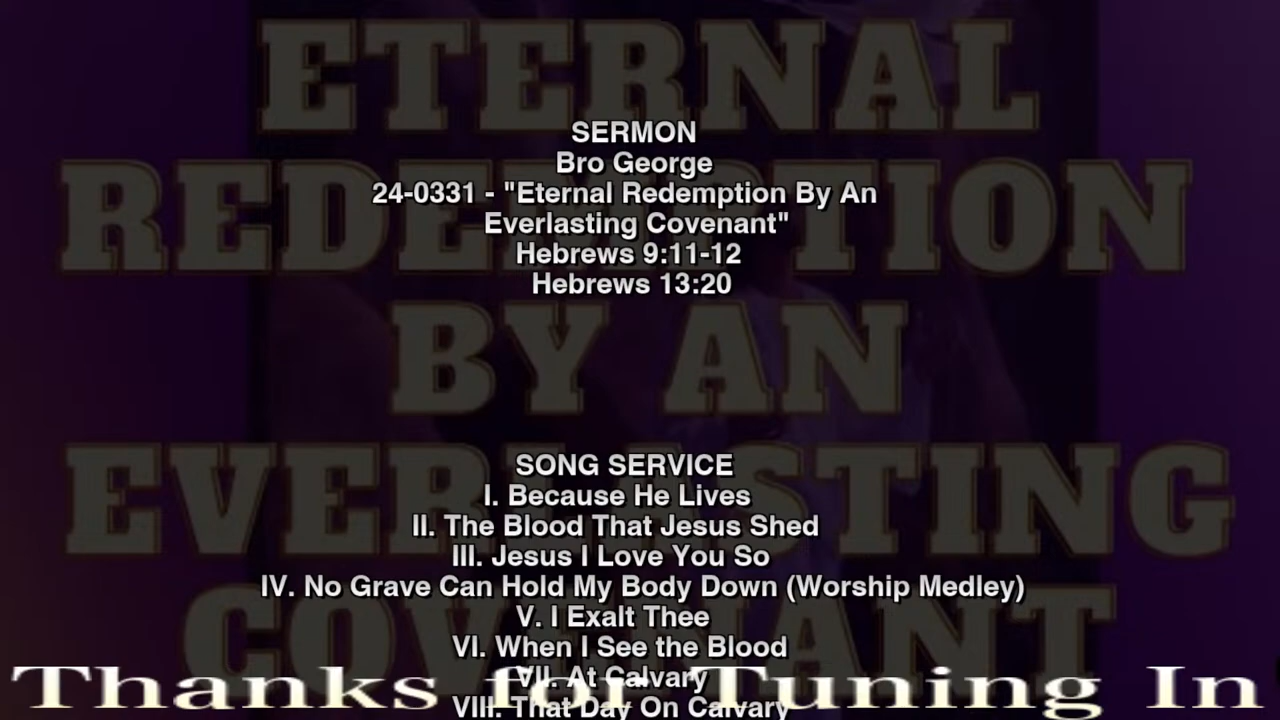 ETERNAL
REDEMPTION
BY AN
EVERLASTING
COVENANT
SERMON
Bro George
24-0331 - "Eternal Redemption By An
Everlasting Covenant"
Hebrews 9:11-12
Hebrews 13:20
SONG SERVICE
I. Because He Lives
II. The Blood That Jesus Shed
III. Jesus I Love You So
IV. No Grave Can Hold My Body Down (Worship Medley)
V. I Exalt Thee
VI. When I See the Blood
VII. At Calvary
VIII. That Day On Calvary
Thanks for Tuning In